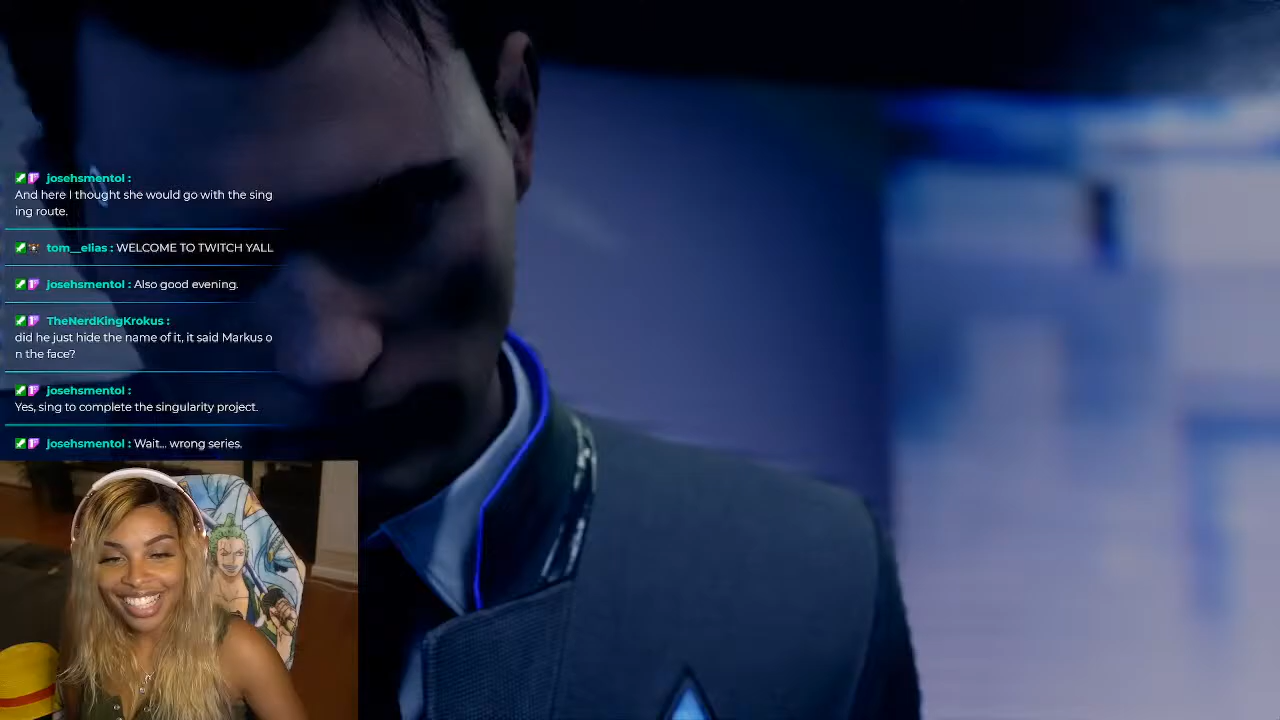 josehsmentol :
And here I thought she would go with the sing
ing route.
tom__elias : WELCOME TO TWITCH YALL
josehsmentol : Also good evening.
TheNerdKingKrokus :
did he just hide the name of it, it said Markus o
n the face?
josehsmentol :
Yes, sing to complete the singularity project.
josehsmentol : Wait... wrong series.